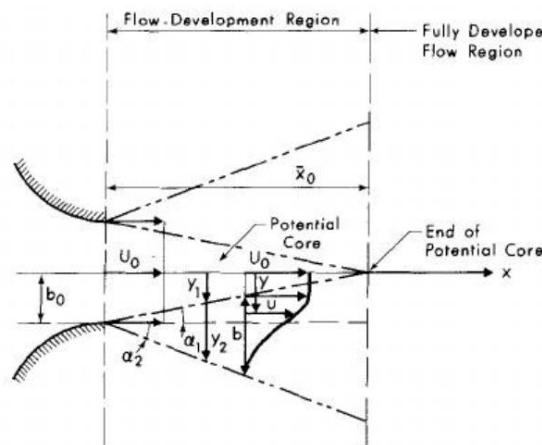 Flow-Development Region
Fully Develope
Flow Region
x̄₀
Potential
Core
End of
Potential Core
U₀
U₀
x
b₀
y₁
y
u
b
α₂
α₁
y₂